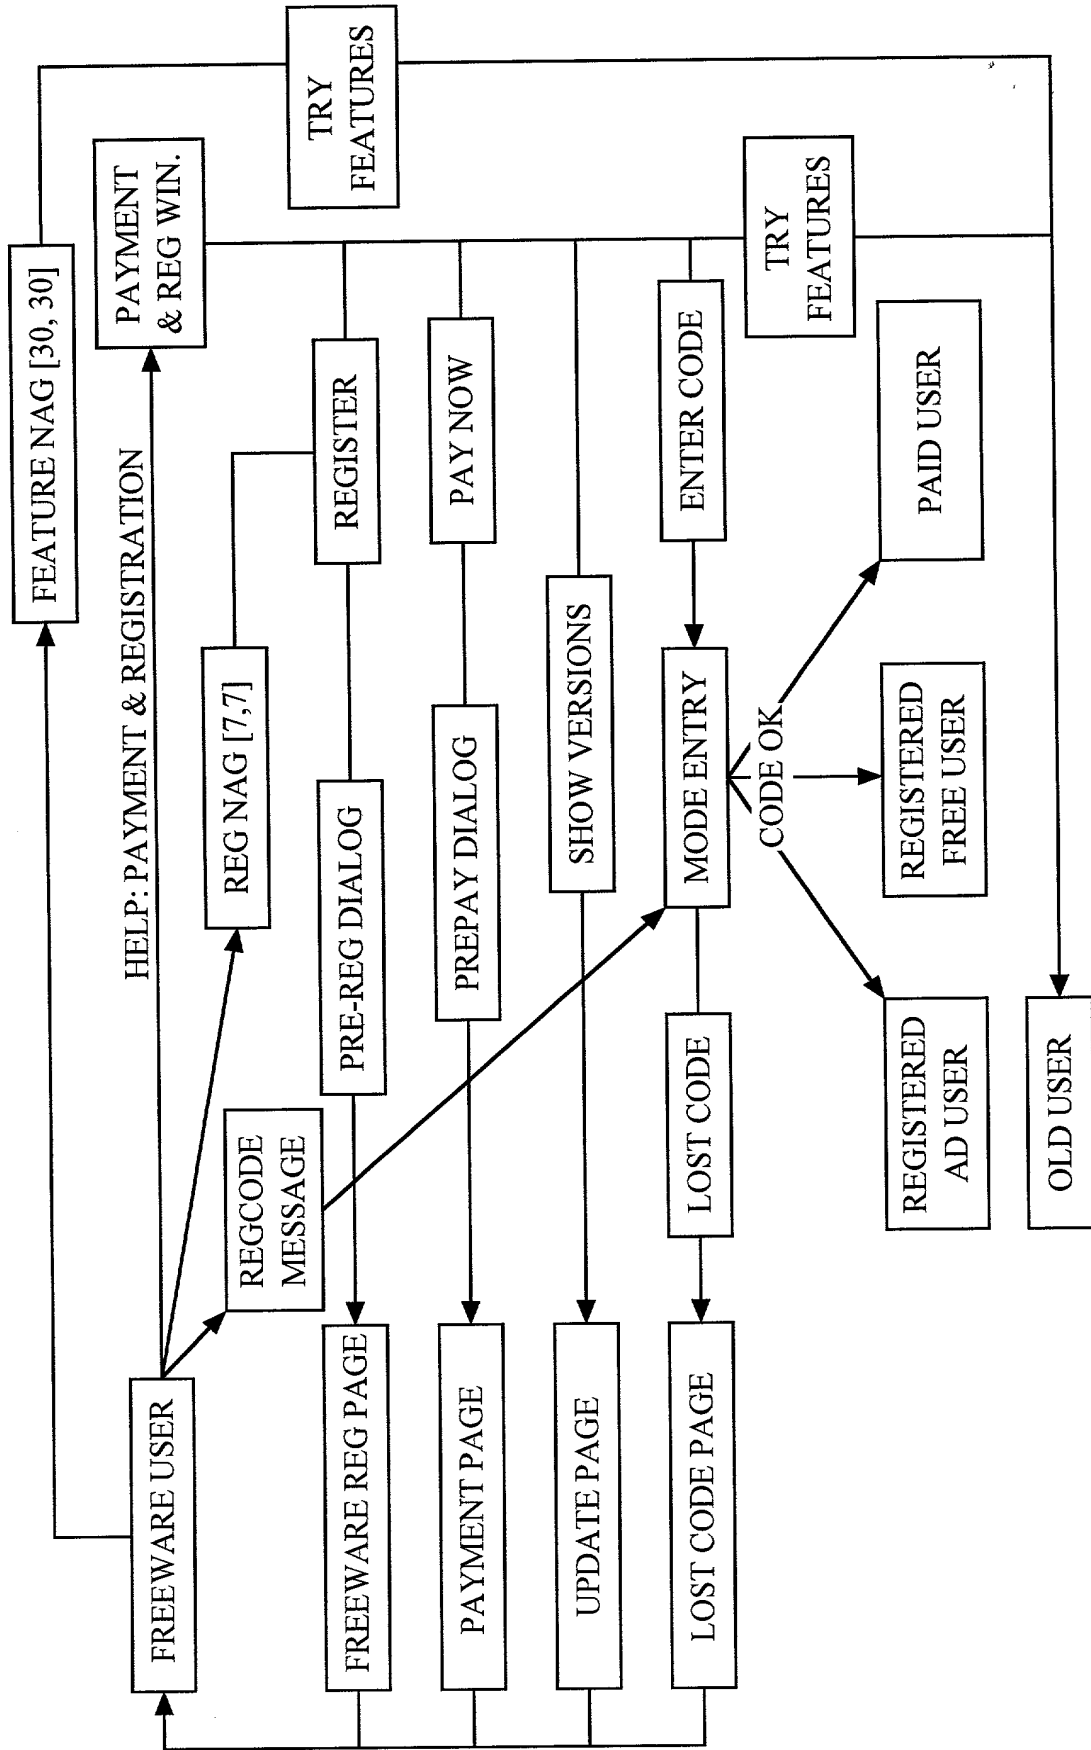 FEATURE NAG [30, 30]
TRY
FEATURES
HELP: PAYMENT & REGISTRATION
PAYMENT
& REG WIN.
FREEWARE USER
REG NAG [7,7]
REGCODE
MESSAGE
FREEWARE REG PAGE
PRE-REG DIALOG
REGISTER
PAYMENT PAGE
PREPAY DIALOG
PAY NOW
UPDATE PAGE
SHOW VERSIONS
LOST CODE PAGE
LOST CODE
MODE ENTRY
ENTER CODE
TRY
FEATURES
CODE OK
REGISTERED
AD USER
REGISTERED
FREE USER
PAID USER
OLD USER